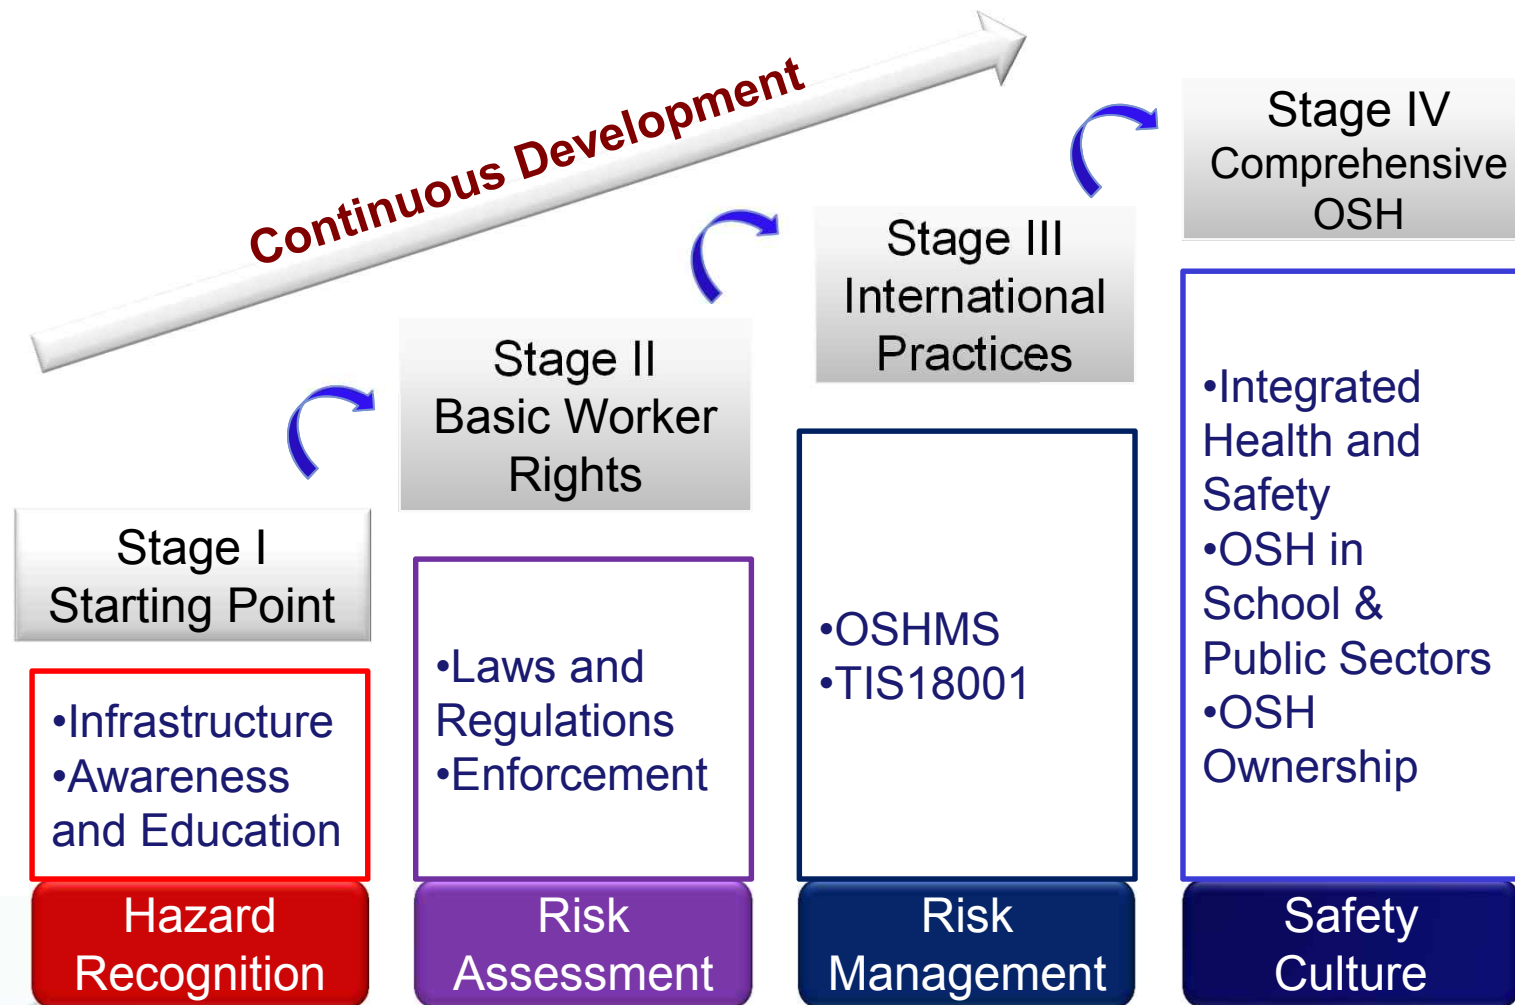 Continuous Development
Stage I
Starting Point
•Infrastructure
•Awareness
and Education
Hazard
Recognition
Stage II
Basic Worker
Rights
•Laws and
Regulations
•Enforcement
Risk
Assessment
Stage III
International
Practices
•OSHMS
•TIS18001
Risk
Management
Stage IV
Comprehensive
OSH
•Integrated
Health and
Safety
•OSH in
School &
Public Sectors
•OSH
Ownership
Safety
Culture